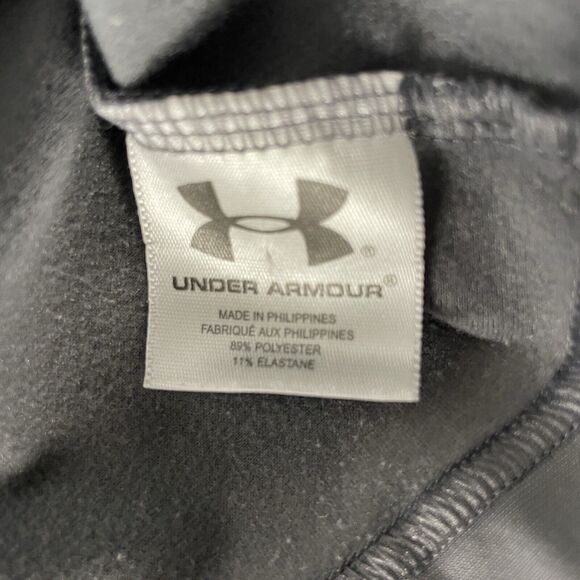 ®
UNDER ARMOUR®
MADE IN PHILIPPINES
FABRIQUÉ AUX PHILIPPINES
89% POLYESTER
11% ELASTANE